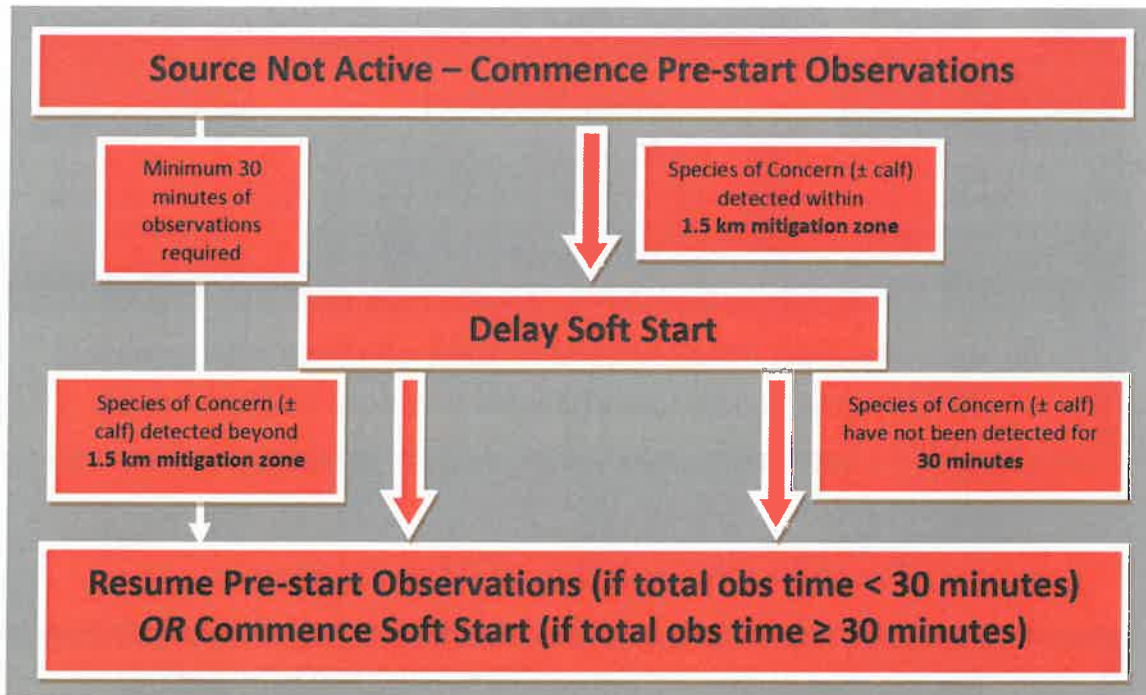 Source Not Active – Commence Pre-start Observations
Minimum 30
minutes of
observations
required
Species of Concern (± calf)
detected within
1.5 km mitigation zone
Delay Soft Start
Species of Concern (±
calf) detected beyond
1.5 km mitigation zone
Species of Concern (± calf)
have not been detected for
30 minutes
Resume Pre-start Observations (if total obs time < 30 minutes)
OR Commence Soft Start (if total obs time ≥ 30 minutes)